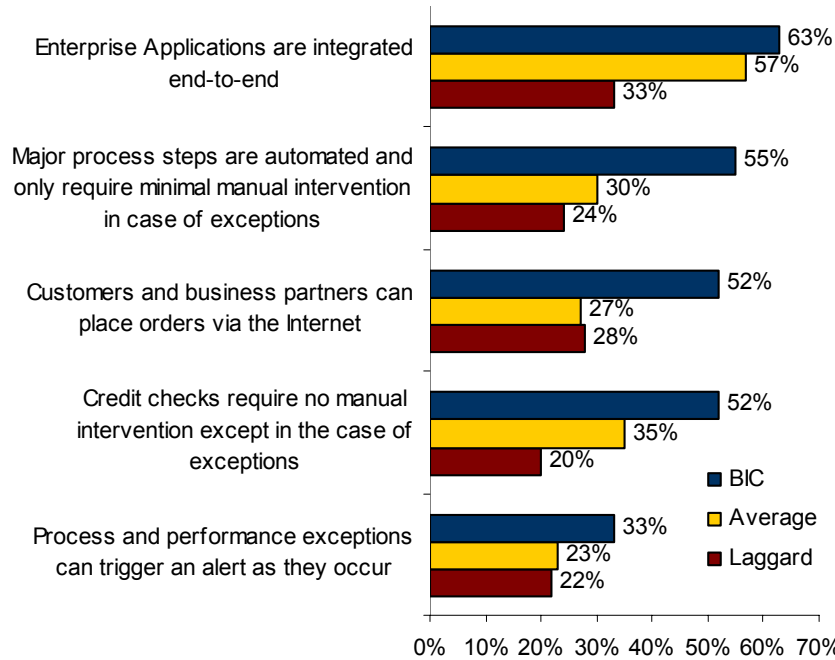 Enterprise Applications are integrated
end-to-end
63%
57%
33%
Major process steps are automated and
only require minimal manual intervention
in case of exceptions
55%
30%
24%
Customers and business partners can
place orders via the Internet
52%
27%
28%
Credit checks require no manual
intervention except in the case of
exceptions
52%
35%
20%
Process and performance exceptions
can trigger an alert as they occur
33%
23%
22%
BIC
Average
Laggard
0% 10% 20% 30% 40% 50% 60% 70%